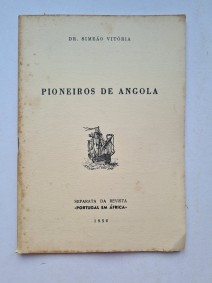 DR. SIMEÃO VITÓRIA
PIONEIROS DE ANGOLA
SEPARATA DA REVISTA
«PORTUGAL EM ÁFRICA»